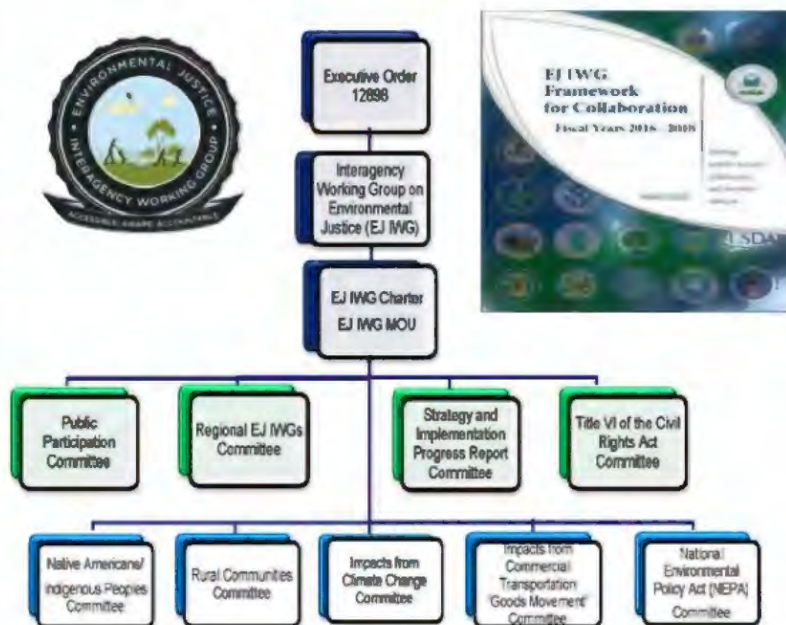 ENVIRONMENTAL JUSTICE
INTERAGENCY WORKING GROUP
ACCESSIBLE AWARE ACCOUNTABLE
Executive Order
12898
EJ IWG
Framework
for Collaboration
Fiscal Years 2016 - 2018
Interagency
Working Group on
Environmental
Justice (EJ IWG)
USDA
EJ IWG Charter
EJ IWG MOU
Public
Participation
Committee
Regional EJ IWGs
Committee
Strategy and
Implementation
Progress Report
Committee
Title VI of the Civil
Rights Act
Committee
Native Americans/
Indigenous Peoples
Committee
Rural Communities
Committee
Impacts from
Climate Change
Committee
Impacts from
Commercial
Transportation
'Goods Movement'
Committee
National
Environmental
Policy Act (NEPA)
Committee